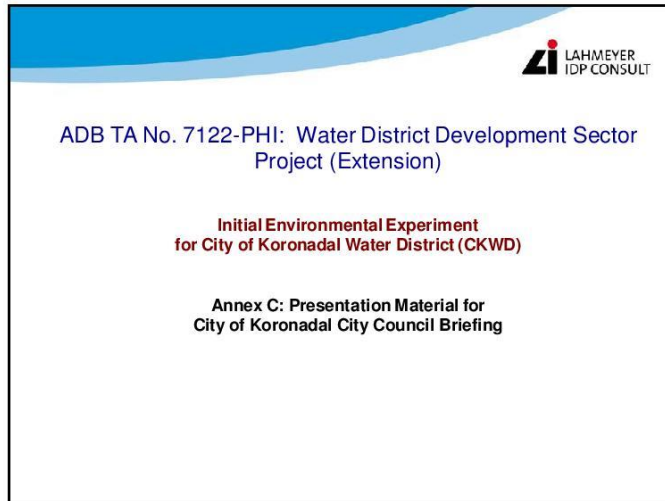 LAHMEYER
IDP CONSULT
ADB TA No. 7122-PHI: Water District Development Sector
Project (Extension)
Initial Environmental Experiment
for City of Koronadal Water District (CKWD)
Annex C: Presentation Material for
City of Koronadal City Council Briefing